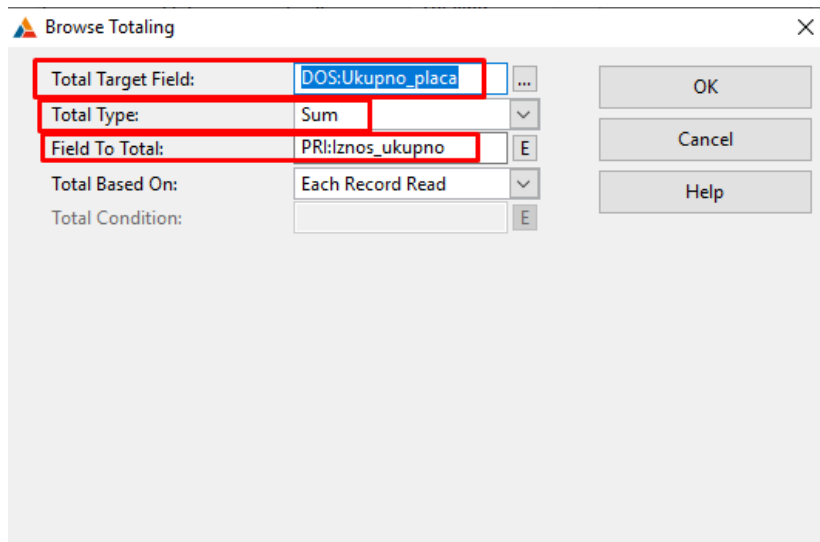 Browse Totaling
Total Target Field: DOS:Ukupno_placa ...
OK
Total Type: Sum
Field To Total: PRI:Iznos_ukupno E
Cancel
Total Based On: Each Record Read
Help
Total Condition: E